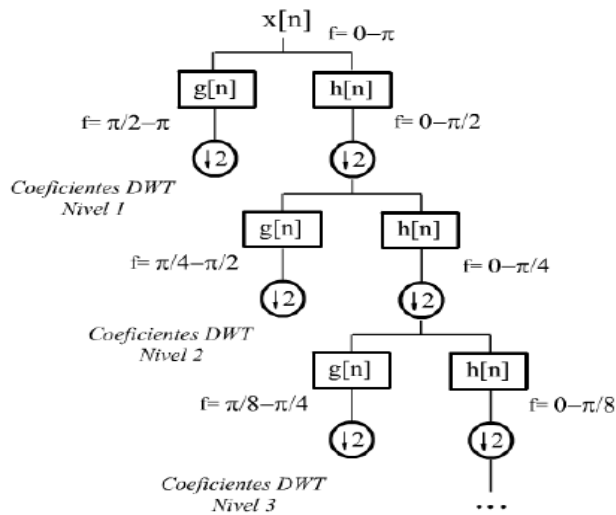 x[n]
f= 0–π
g[n]
h[n]
f= π/2–π
f= 0–π/2
↓2
↓2
Coeficientes DWT
Nivel 1
g[n]
h[n]
f= π/4–π/2
f= 0–π/4
↓2
↓2
Coeficientes DWT
Nivel 2
g[n]
h[n]
f= π/8–π/4
f= 0–π/8
↓2
↓2
Coeficientes DWT
Nivel 3
...